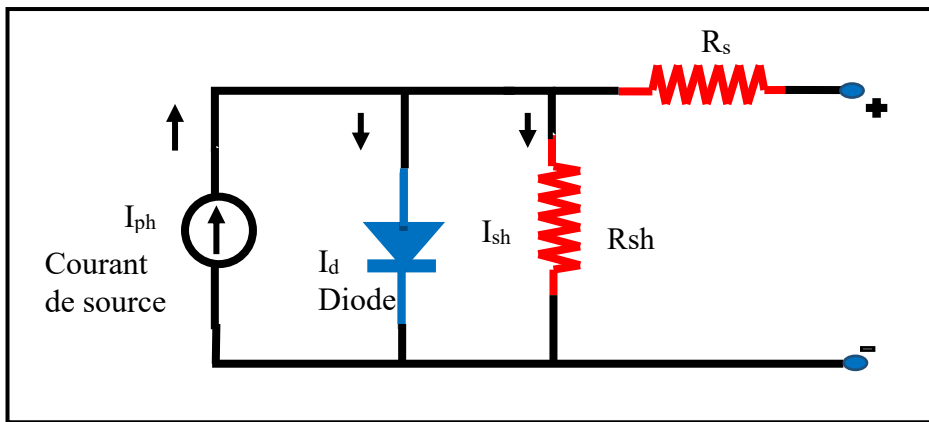 Rs
+
Iph
Courant
de source
Id
Diode
Ish
Rsh
-